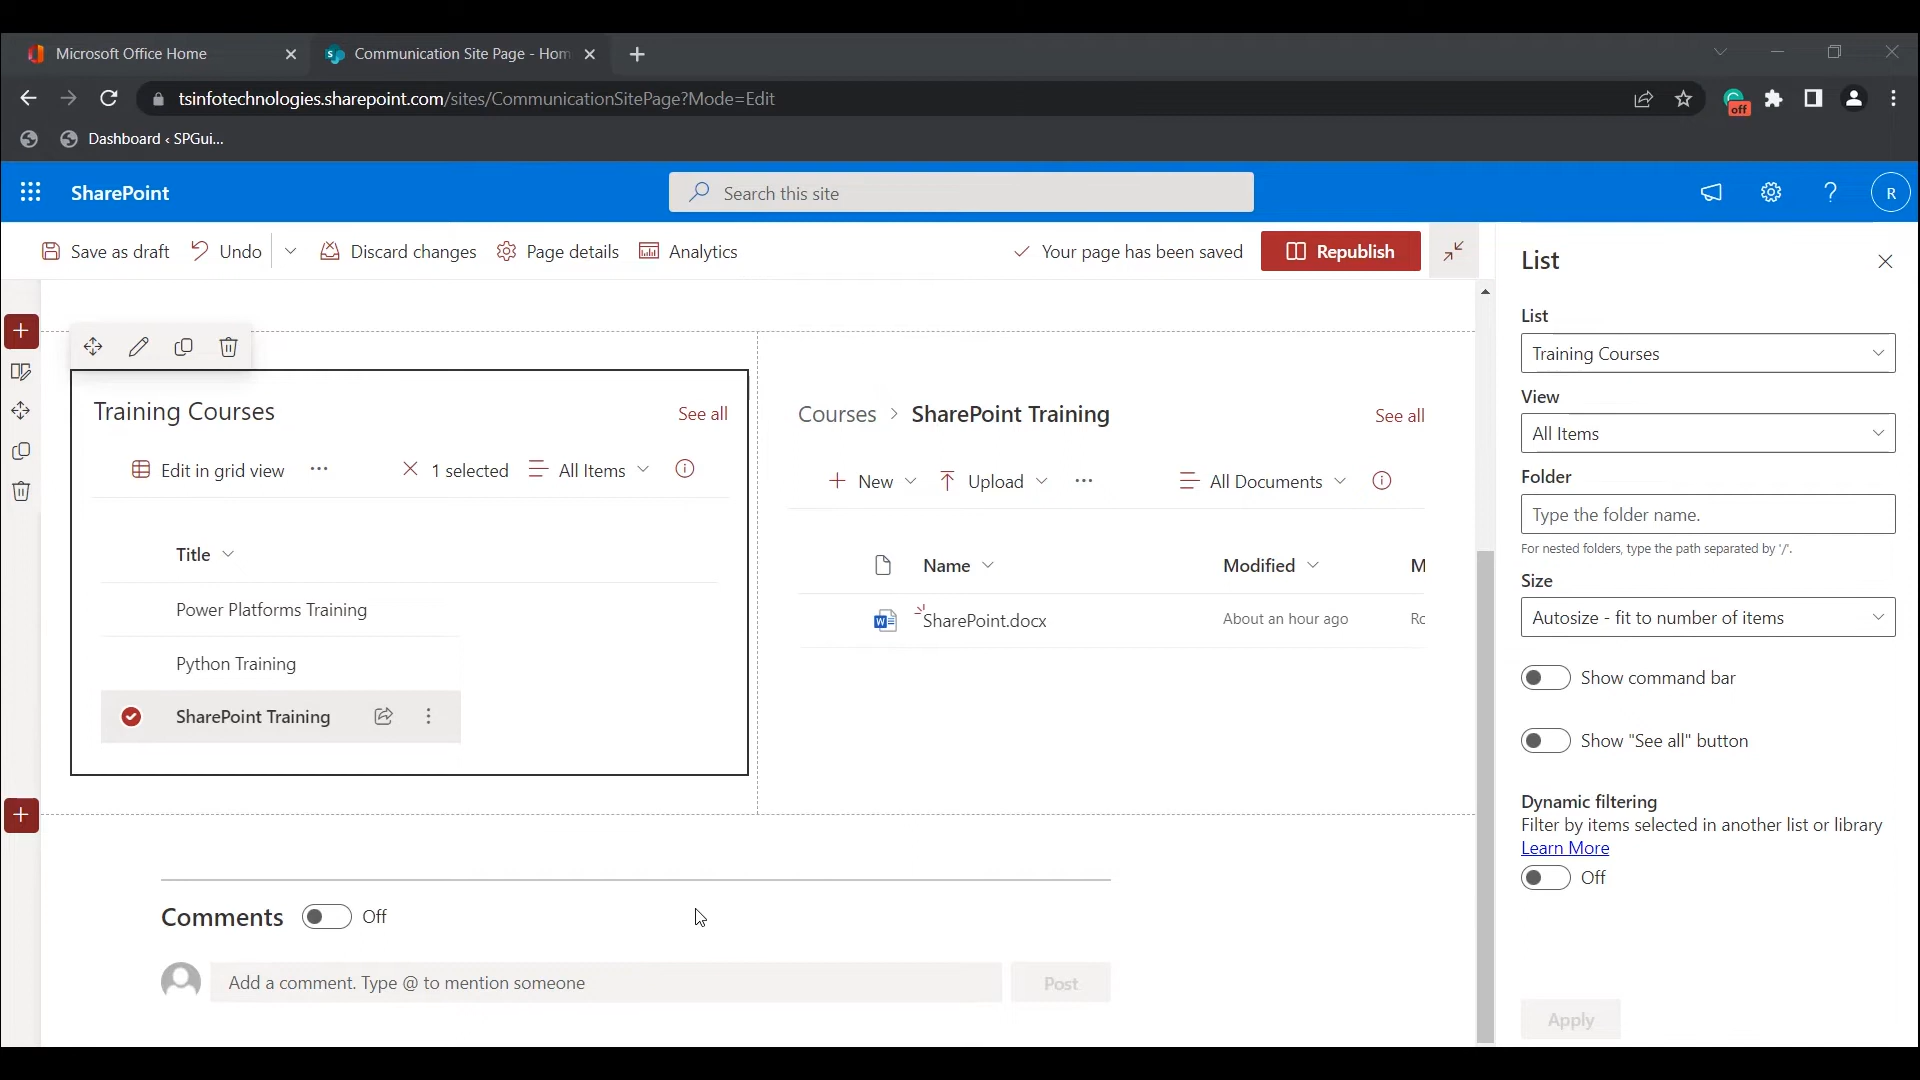 Microsoft Office Home
Communication Site Page - Hom
tsinfotechnologies.sharepoint.com/sites/CommunicationSitePage?Mode=Edit
off
Dashboard ‹ SPGui...
SharePoint
Search this site
R
Save as draft
Undo
Discard changes
Page details
Analytics
Your page has been saved
Republish
Training Courses
See all
Edit in grid view
1 selected
All Items
Title
Power Platforms Training
Python Training
SharePoint Training
Courses > SharePoint Training
See all
New
Upload
All Documents
Name
Modified
M
SharePoint.docx
About an hour ago
Ro
Comments
Off
Add a comment. Type @ to mention someone
Post
List
List
Training Courses
View
All Items
Folder
Type the folder name.
For nested folders, type the path separated by '/'.
Size
Autosize - fit to number of items
Show command bar
Show "See all" button
Dynamic filtering
Filter by items selected in another list or library
Learn More
Off
Apply